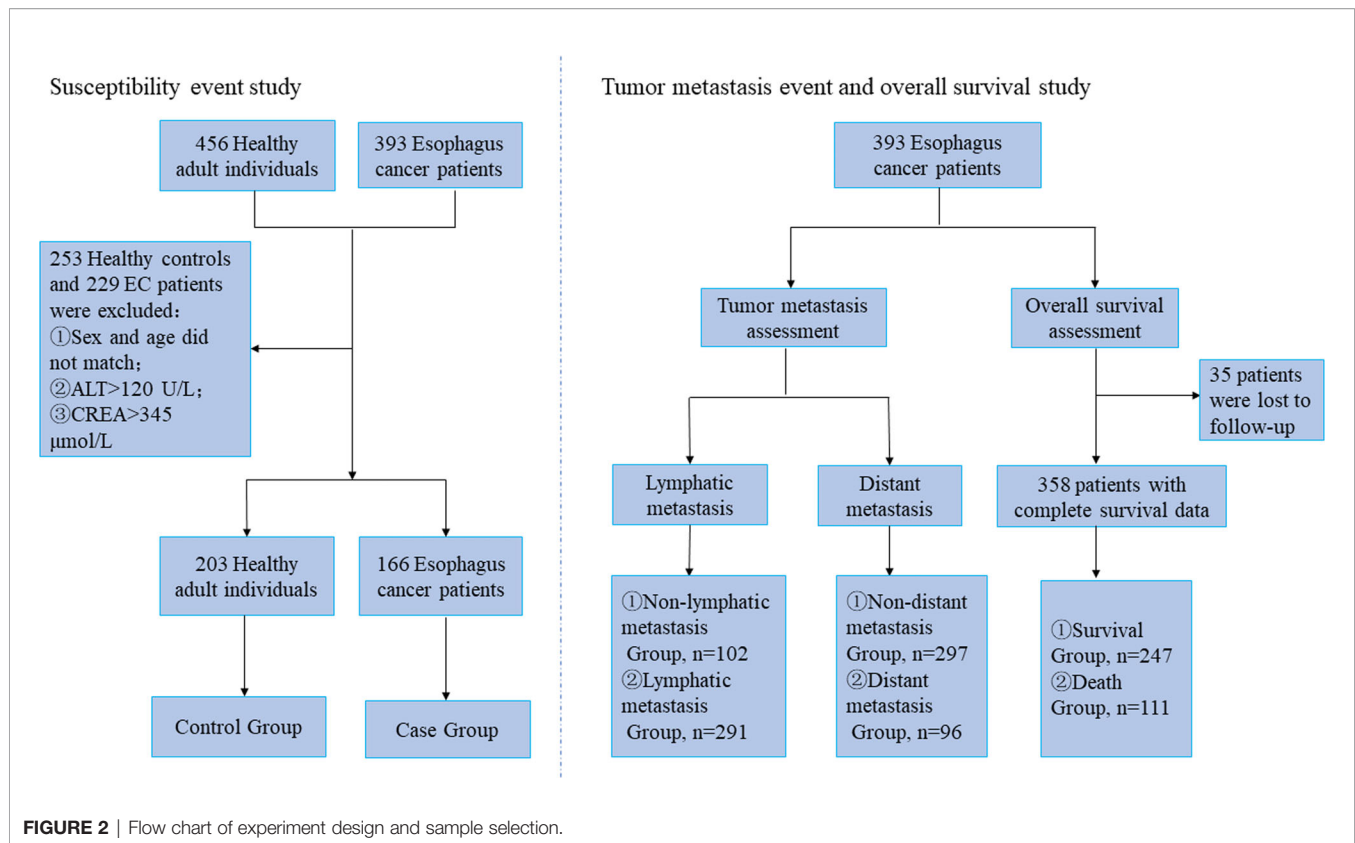 Susceptibility event study
456 Healthy
adult individuals
393 Esophagus
cancer patients
253 Healthy controls
and 229 EC patients
were excluded：
①Sex and age did
not match；
②ALT>120 U/L；
③CREA>345
μmol/L
203 Healthy
adult individuals
166 Esophagus
cancer patients
Control Group
Case Group
Tumor metastasis event and overall survival study
393 Esophagus
cancer patients
Tumor metastasis
assessment
Overall survival
assessment
35 patients
were lost to
follow-up
Lymphatic
metastasis
Distant
metastasis
358 patients with
complete survival data
①Non-lymphatic
metastasis
Group, n=102
②Lymphatic
metastasis
Group, n=291
①Non-distant
metastasis
Group, n=297
②Distant
metastasis
Group, n=96
①Survival
Group, n=247
②Death
Group, n=111
FIGURE 2 | Flow chart of experiment design and sample selection.